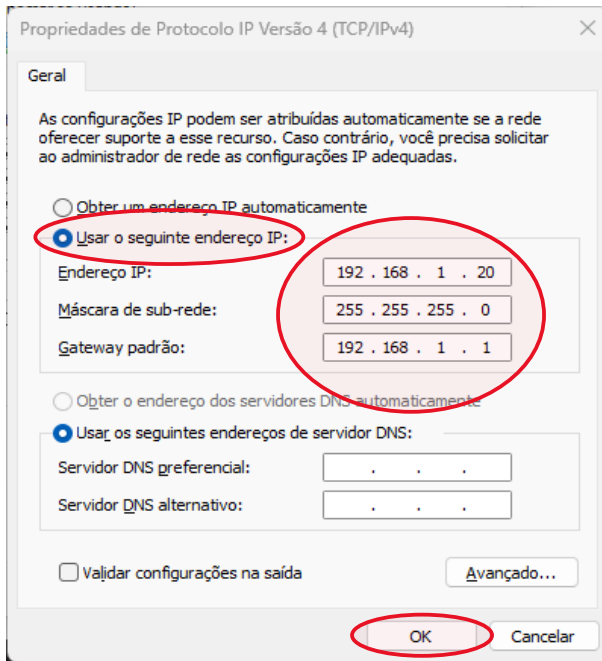 Propriedades de Protocolo IP Versão 4 (TCP/IPv4)
Geral
As configurações IP podem ser atribuídas automaticamente se a rede
oferecer suporte a esse recurso. Caso contrário, você precisa solicitar
ao administrador de rede as configurações IP adequadas.
Obter um endereço IP automaticamente
Usar o seguinte endereço IP:
Endereço IP: 192 . 168 . 1 . 20
Máscara de sub-rede: 255 . 255 . 255 . 0
Gateway padrão: 192 . 168 . 1 . 1
Obter o endereço dos servidores DNS automaticamente
Usar os seguintes endereços de servidor DNS:
Servidor DNS preferencial: . . .
Servidor DNS alternativo: . . .
Validar configurações na saída Avançado...
OK Cancelar